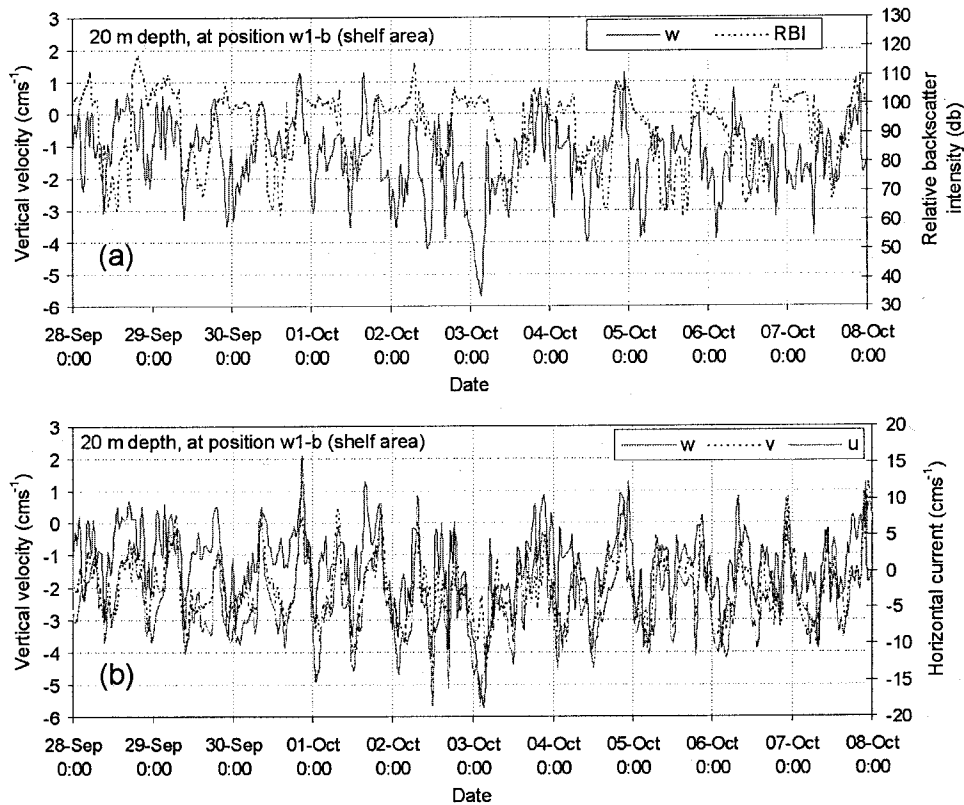 20 m depth, at position w1-b (shelf area)
w RBI
3
2
1
0
-1
-2
-3
-4
-5
-6
Vertical velocity (cms⁻¹)
130
120
110
100
90
80
70
60
50
40
30
Relative backscatter
intensity (db)
(a)
28-Sep 29-Sep 30-Sep 01-Oct 02-Oct 03-Oct 04-Oct 05-Oct 06-Oct 07-Oct 08-Oct
0:00 0:00 0:00 0:00 0:00 0:00 0:00 0:00 0:00 0:00 0:00
Date
20 m depth, at position w1-b (shelf area)
w v u
3
2
1
0
-1
-2
-3
-4
-5
-6
Vertical velocity (cms⁻¹)
20
15
10
5
0
-5
-10
-15
-20
Horizontal current (cms⁻¹)
(b)
28-Sep 29-Sep 30-Sep 01-Oct 02-Oct 03-Oct 04-Oct 05-Oct 06-Oct 07-Oct 08-Oct
0:00 0:00 0:00 0:00 0:00 0:00 0:00 0:00 0:00 0:00 0:00
Date